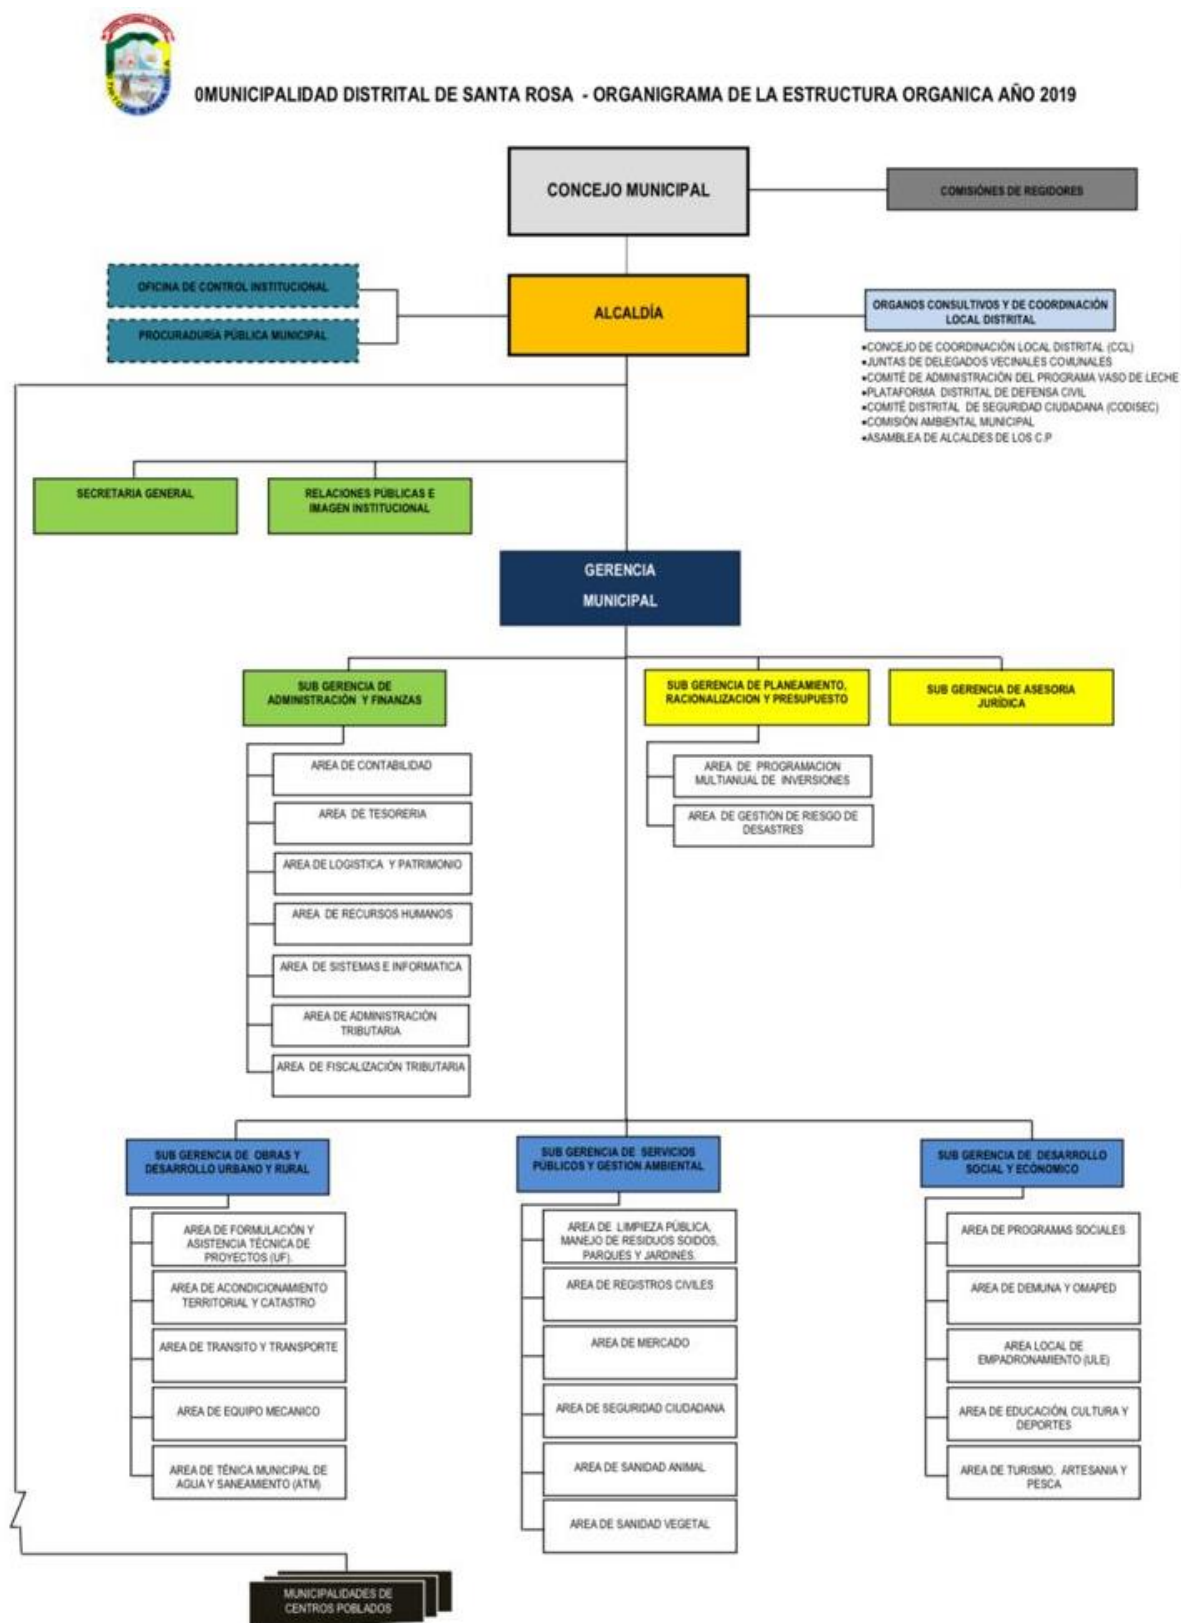 0MUNICIPALIDAD DISTRITAL DE SANTA ROSA - ORGANIGRAMA DE LA ESTRUCTURA ORGANICA AÑO 2019
CONCEJO MUNICIPAL
COMISIÓNES DE REGIDORES
OFICINA DE CONTROL INSTITUCIONAL
PROCURADURÍA PÚBLICA MUNICIPAL
ALCALDÍA
ORGANOS CONSULTIVOS Y DE COORDINACIÓN
LOCAL DISTRITAL
•CONCEJO DE COORDINACIÓN LOCAL DISTRITAL (CCL)
•JUNTAS DE DELEGADOS VECINALES COMUNALES
•COMITÉ DE ADMINISTRACIÓN DEL PROGRAMA VASO DE LECHE
•PLATAFORMA DISTRITAL DE DEFENSA CIVIL
•COMITÉ DISTRITAL DE SEGURIDAD CIUDADANA (CODISEC)
•COMISIÓN AMBIENTAL MUNICIPAL
•ASAMBLEA DE ALCALDES DE LOS C.P
SECRETARIA GENERAL
RELACIONES PÚBLICAS E
IMAGEN INSTITUCIONAL
GERENCIA
MUNICIPAL
SUB GERENCIA DE
ADMINISTRACIÓN Y FINANZAS
AREA DE CONTABILIDAD
AREA DE TESORERIA
AREA DE LOGISTICA Y PATRIMONIO
AREA DE RECURSOS HUMANOS
AREA DE SISTEMAS E INFORMATICA
AREA DE ADMINISTRACIÓN
TRIBUTARIA
AREA DE FISCALIZACIÓN TRIBUTARIA
SUB GERENCIA DE PLANEAMIENTO,
RACIONALIZACION Y PRESUPUESTO
AREA DE PROGRAMACION
MULTIANUAL DE INVERSIONES
AREA DE GESTIÓN DE RIESGO DE
DESASTRES
SUB GERENCIA DE ASESORIA
JURÍDICA
SUB GERENCIA DE OBRAS Y
DESARROLLO URBANO Y RURAL
AREA DE FORMULACIÓN Y
ASISTENCIA TÉCNICA DE
PROYECTOS (UF).
AREA DE ACONDICIONAMIENTO
TERRITORIAL Y CATASTRO
AREA DE TRANSITO Y TRANSPORTE
AREA DE EQUIPO MECANICO
AREA DE TÉNICA MUNICIPAL DE
AGUA Y SANEAMIENTO (ATM)
SUB GERENCIA DE SERVICIOS
PÚBLICOS Y GESTION AMBIENTAL
AREA DE LIMPIEZA PÚBLICA,
MANEJO DE RESIDUOS SOIDOS,
PARQUES Y JARDINES.
AREA DE REGISTROS CIVILES
AREA DE MERCADO
AREA DE SEGURIDAD CIUDADANA
AREA DE SANIDAD ANIMAL
AREA DE SANIDAD VEGETAL
SUB GERENCIA DE DESARROLLO
SOCIAL Y ECÓNOMICO
AREA DE PROGRAMAS SOCIALES
AREA DE DEMUNA Y OMAPED
AREA LOCAL DE
EMPADRONAMIENTO (ULE)
AREA DE EDUCACIÓN, CULTURA Y
DEPORTES
AREA DE TURISMO, ARTESANIA Y
PESCA
MUNICIPALIDADES DE
CENTROS POBLADOS